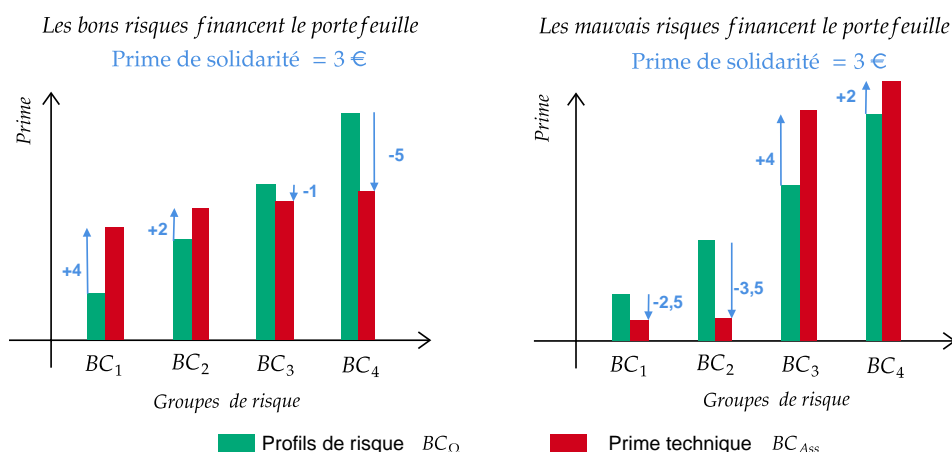 Les bons risques financent le portefeuille
Prime de solidarité = 3 €
Prime
+4
+2
-1
-5
BC1 BC2 BC3 BC4
Groupes de risque
Les mauvais risques financent le portefeuille
Prime de solidarité = 3 €
Prime
-2,5
-3,5
+4
+2
BC1 BC2 BC3 BC4
Groupes de risque
Profils de risque BCO
Prime technique BCAss